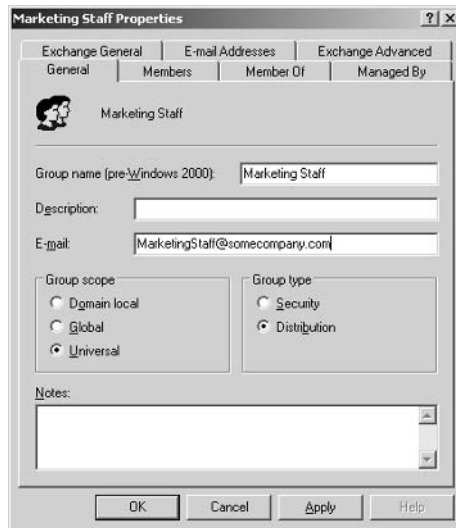 Marketing Staff Properties
Exchange General E-mail Addresses Exchange Advanced
General Members Member Of Managed By
Marketing Staff
Group name (pre-Windows 2000): Marketing Staff
Description:
E-mail: MarketingStaff@somecompany.com
Group scope Group type
Domain local Security
Global Distribution
Universal
Notes:
OK Cancel Apply Help